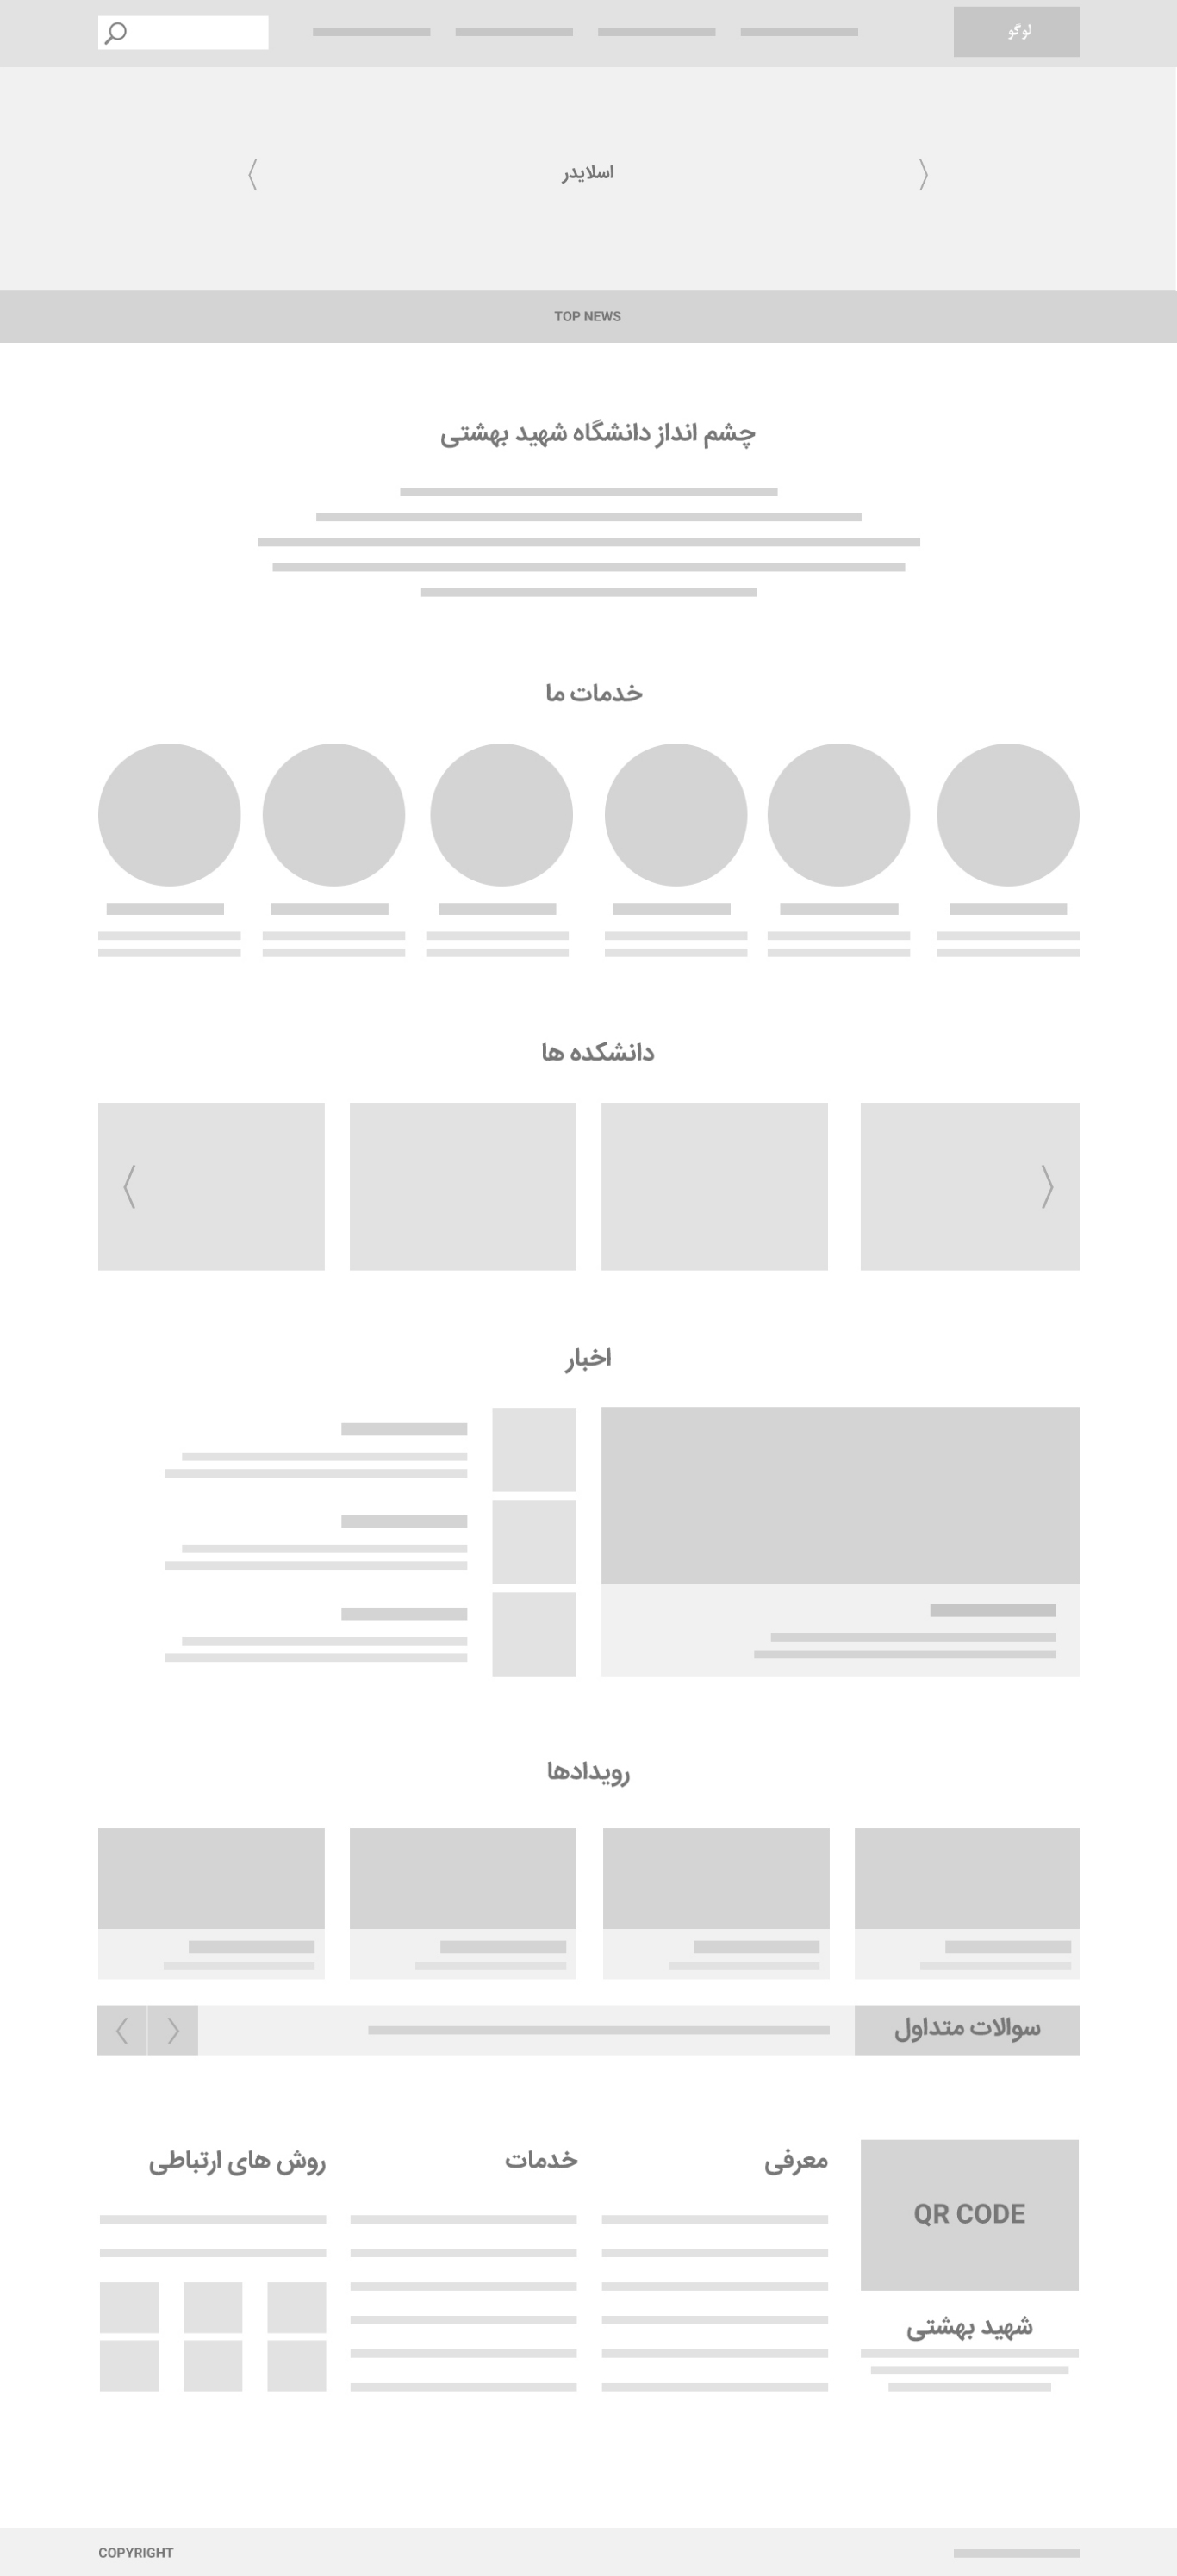 لوگو
اسلایدر
TOP NEWS
چشم انداز دانشگاه شهید بهشتی
خدمات ما
دانشکده ها
اخبار
رویدادها
سوالات متداول
معرفی
خدمات
روش های ارتباطی
QR CODE
شهید بهشتی
COPYRIGHT